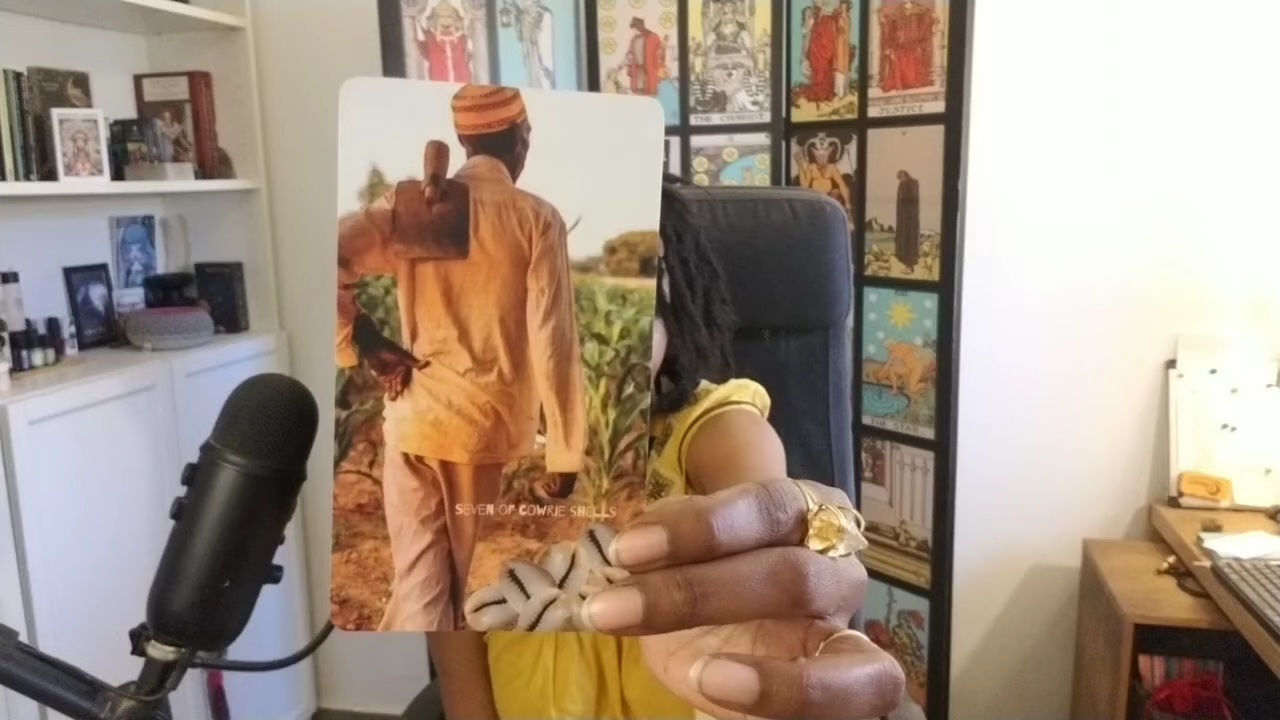 THE CHARIOT
JUSTICE
THE STAR
SEVEN OF COWRIE SHELLS